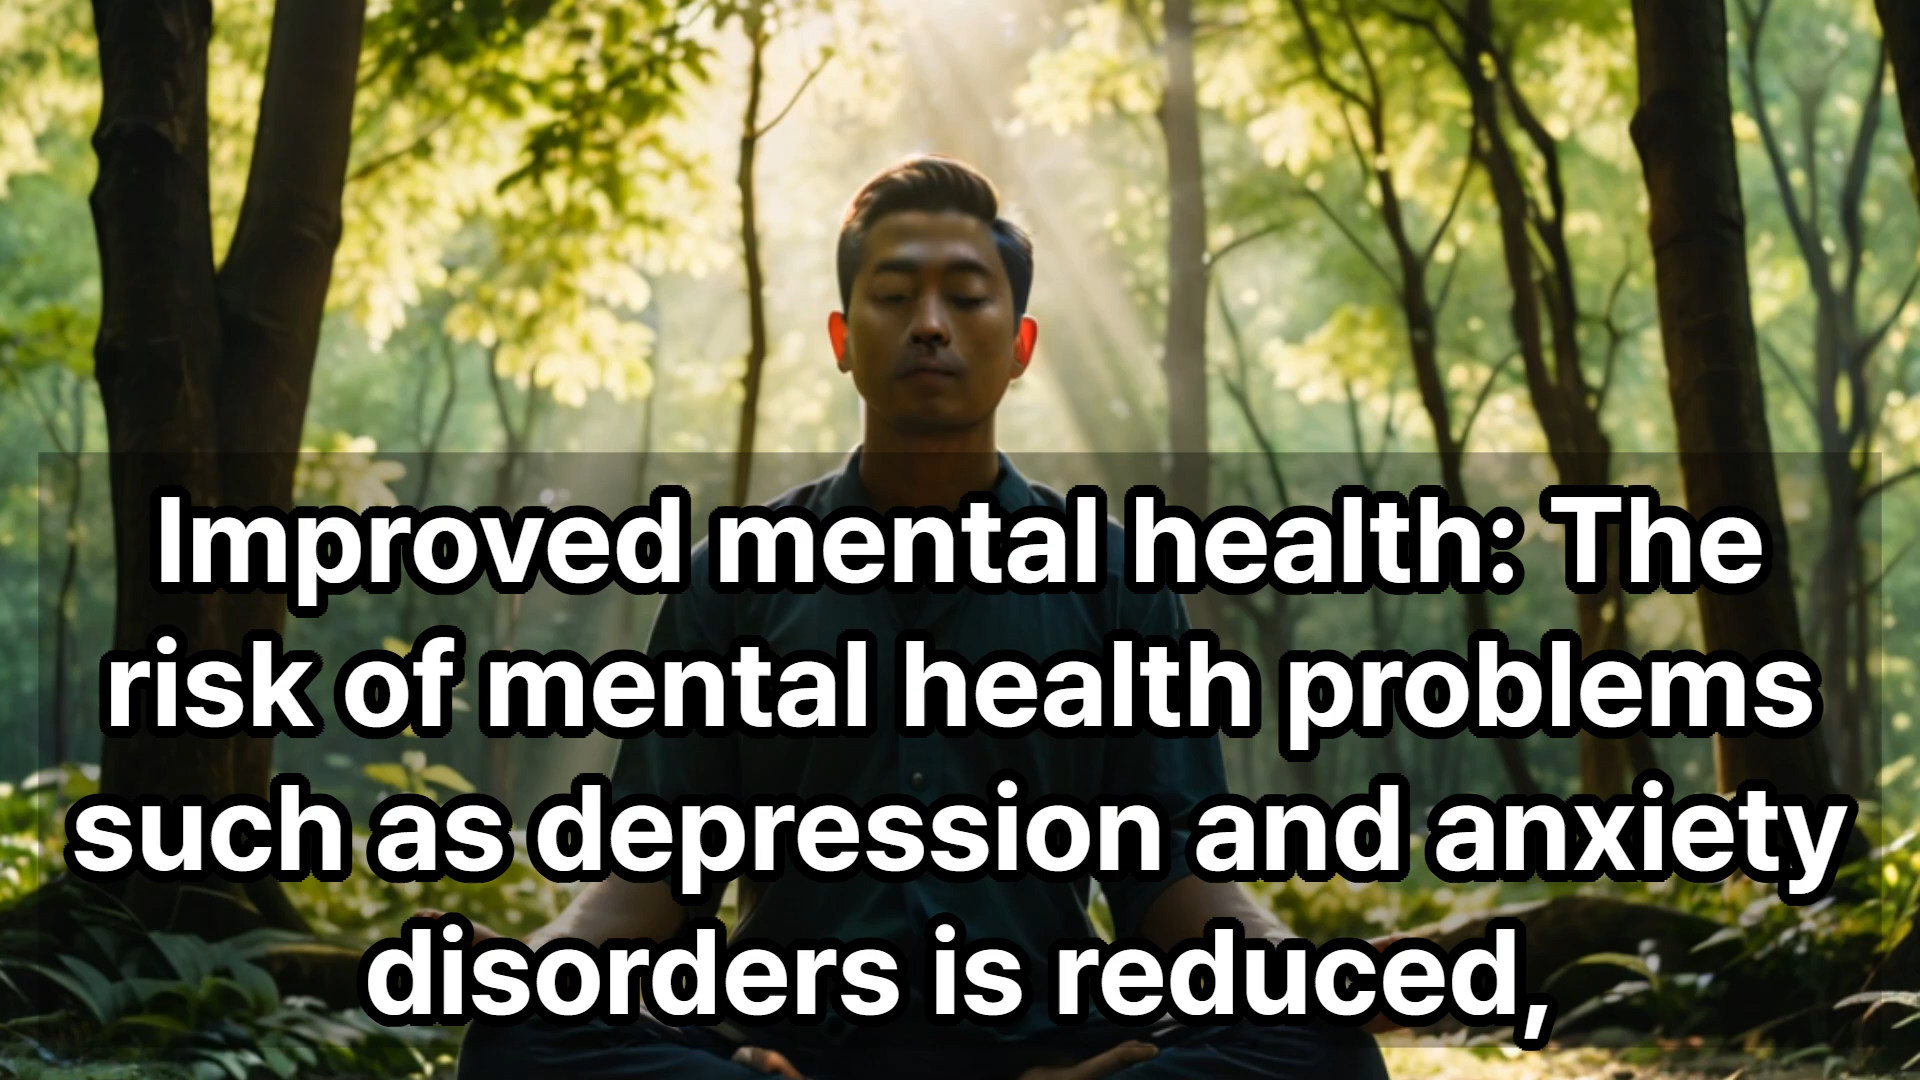 Improved mental health: The
risk of mental health problems
such as depression and anxiety
disorders is reduced,